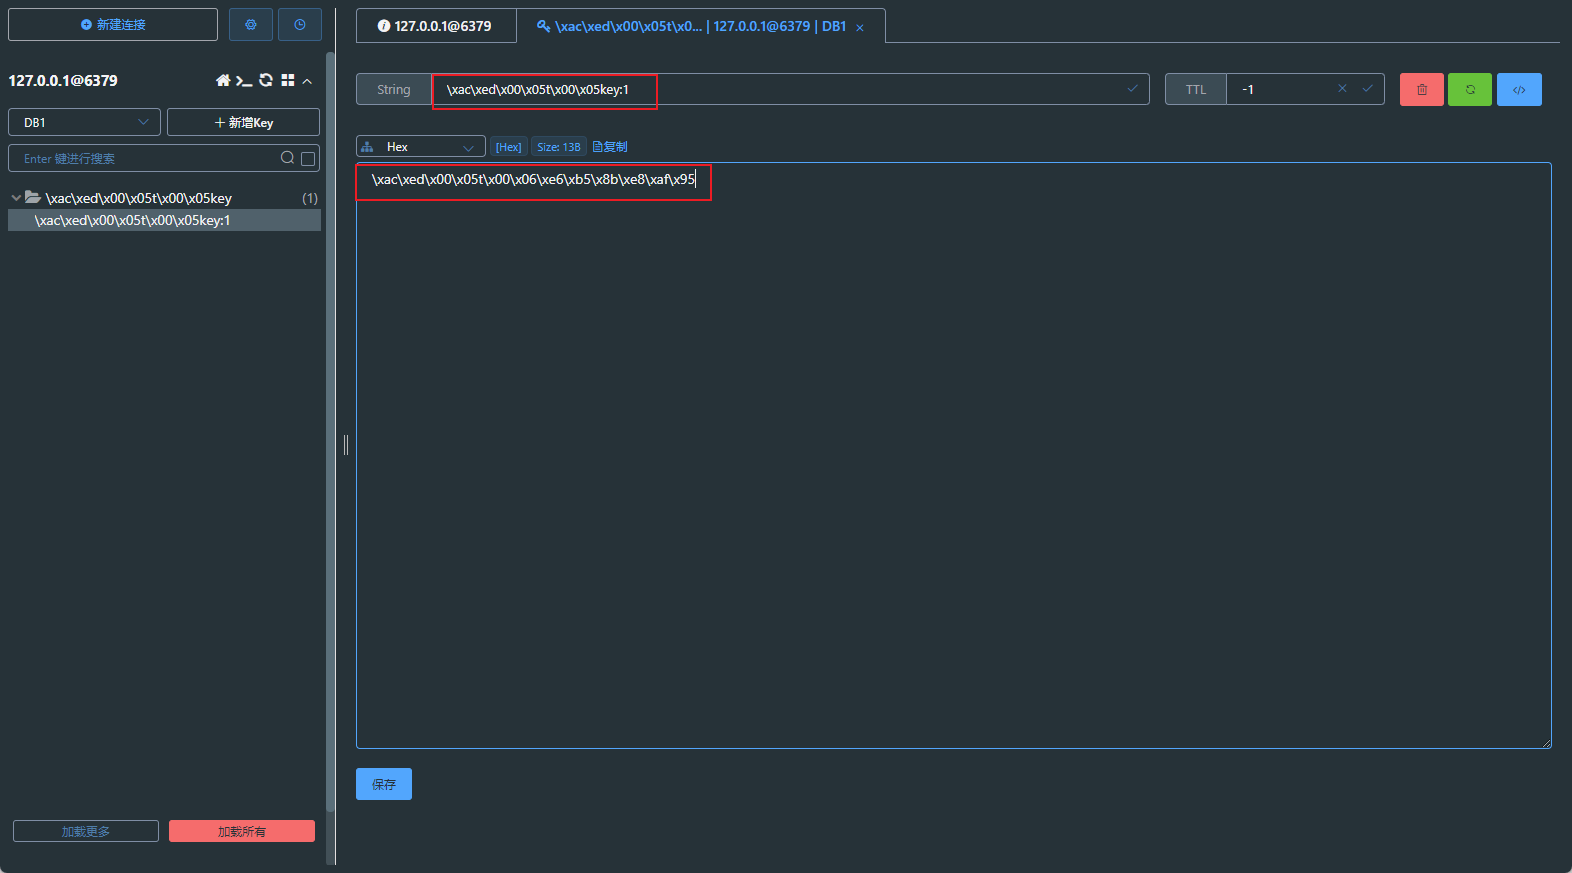 新建连接
127.0.0.1@6379
\xac\xed\x00\x05t\x0... | 127.0.0.1@6379 | DB1
127.0.0.1@6379
DB1
新增Key
Enter 键进行搜索
\xac\xed\x00\x05t\x00\x05key (1)
\xac\xed\x00\x05t\x00\x05key:1
String \xac\xed\x00\x05t\x00\x05key:1
TTL -1
Hex [Hex] Size: 13B 复制
\xac\xed\x00\x05t\x00\x06\xe6\xb5\x8b\xe8\xaf\x95
保存
加载更多
加载所有